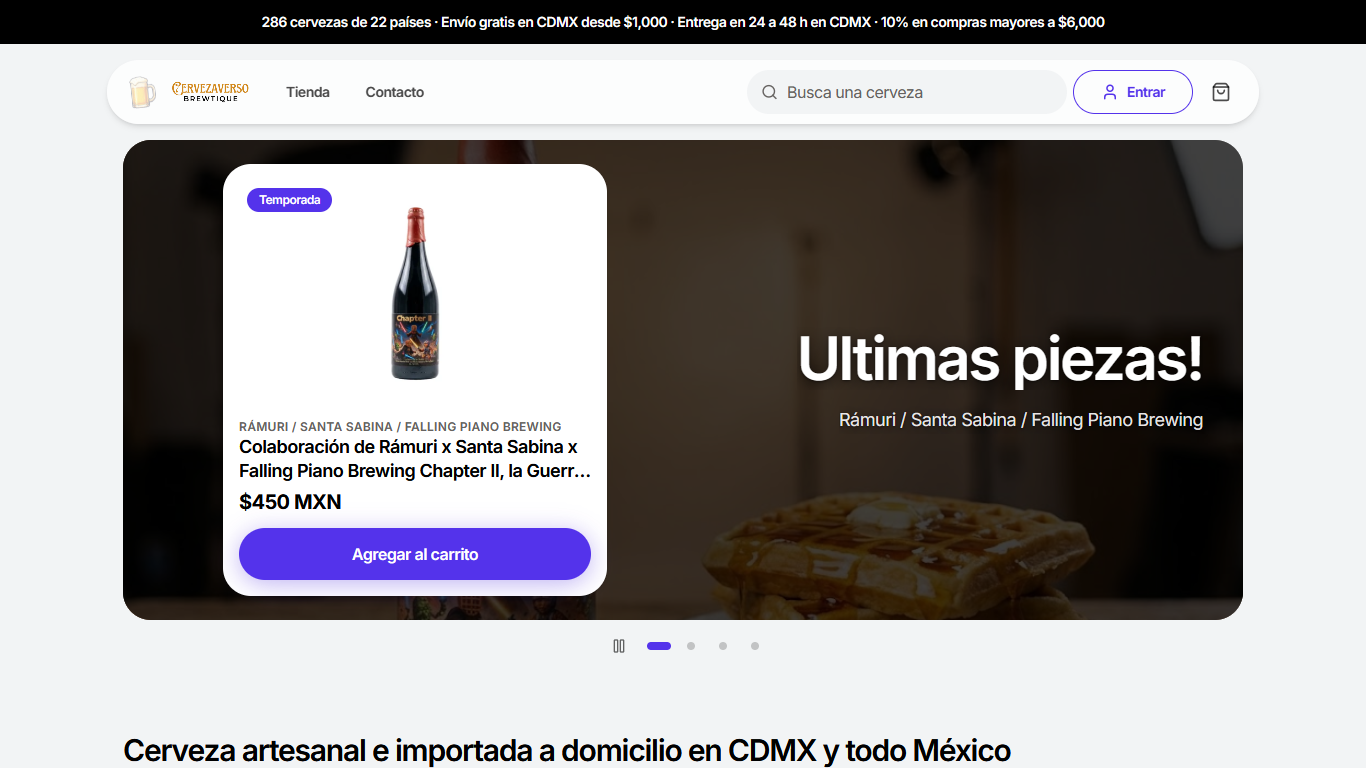 286 cervezas de 22 países · Envío gratis en CDMX desde $1,000 · Entrega en 24 a 48 h en CDMX · 10% en compras mayores a $6,000
CERVEZAVERSO
BREWTIQUE
Tienda
Contacto
Busca una cerveza
Entrar
Temporada
Chapter II
RÁMURI / SANTA SABINA / FALLING PIANO BREWING
Colaboración de Rámuri x Santa Sabina x
Falling Piano Brewing Chapter II, la Guerr...
$450 MXN
Agregar al carrito
Ultimas piezas!
Rámuri / Santa Sabina / Falling Piano Brewing
Cerveza artesanal e importada a domicilio en CDMX y todo México